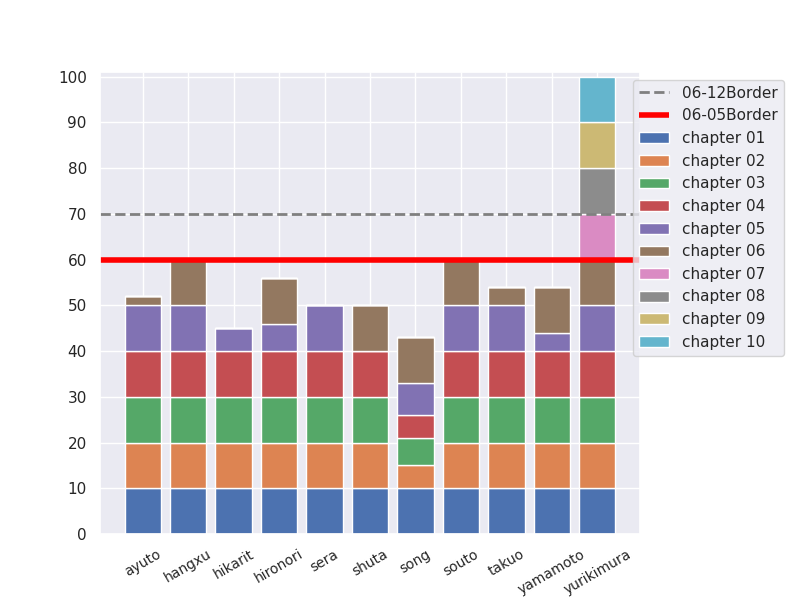 100
90
80
70
60
50
40
30
20
10
0
06-12Border
06-05Border
chapter 01
chapter 02
chapter 03
chapter 04
chapter 05
chapter 06
chapter 07
chapter 08
chapter 09
chapter 10
ayuto
hangxu
hikarit
hironori
sera
shuta
song
souto
takuo
yamamoto
yurikimura